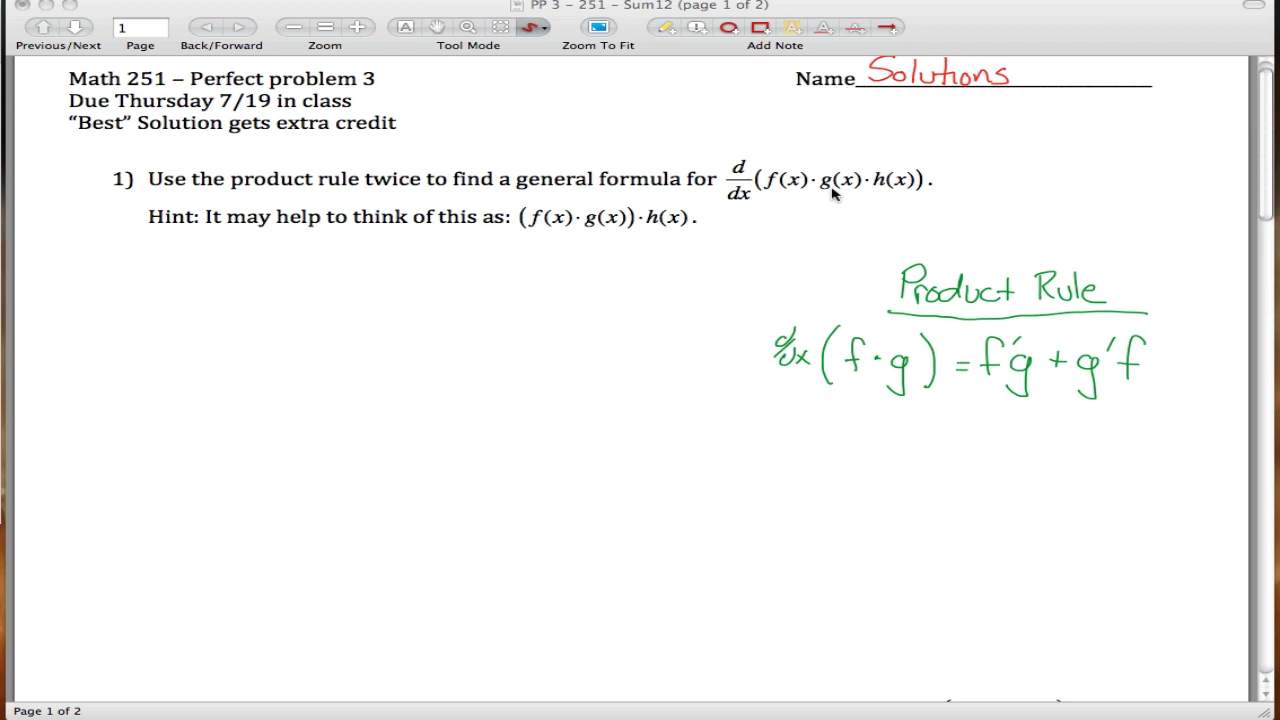 PP 3 – 251 – Sum12 (page 1 of 2)
1
A
A
A
A
Previous/Next Page Back/Forward Zoom Tool Mode Zoom To Fit Add Note
Math 251 – Perfect problem 3 Name Solutions
Due Thursday 7/19 in class
“Best” Solution gets extra credit
1) Use the product rule twice to find a general formula for d/dx (f(x)· g(x)· h(x)).
Hint: It may help to think of this as: (f(x)· g(x))· h(x).
Product Rule
d/dx (f · g) = f'g + g'f
Page 1 of 2